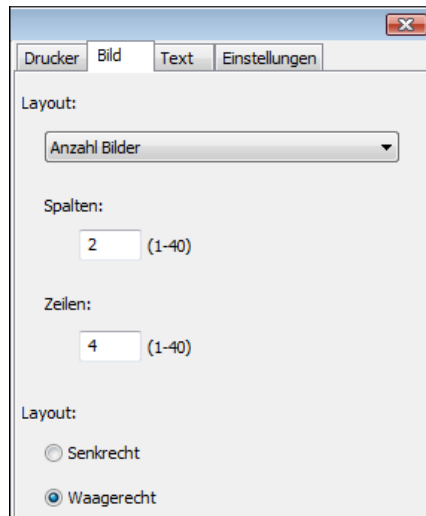 Drucker Bild Text Einstellungen
Layout:
Anzahl Bilder
Spalten:
2 (1-40)
Zeilen:
4 (1-40)
Layout:
Senkrecht
Waagerecht